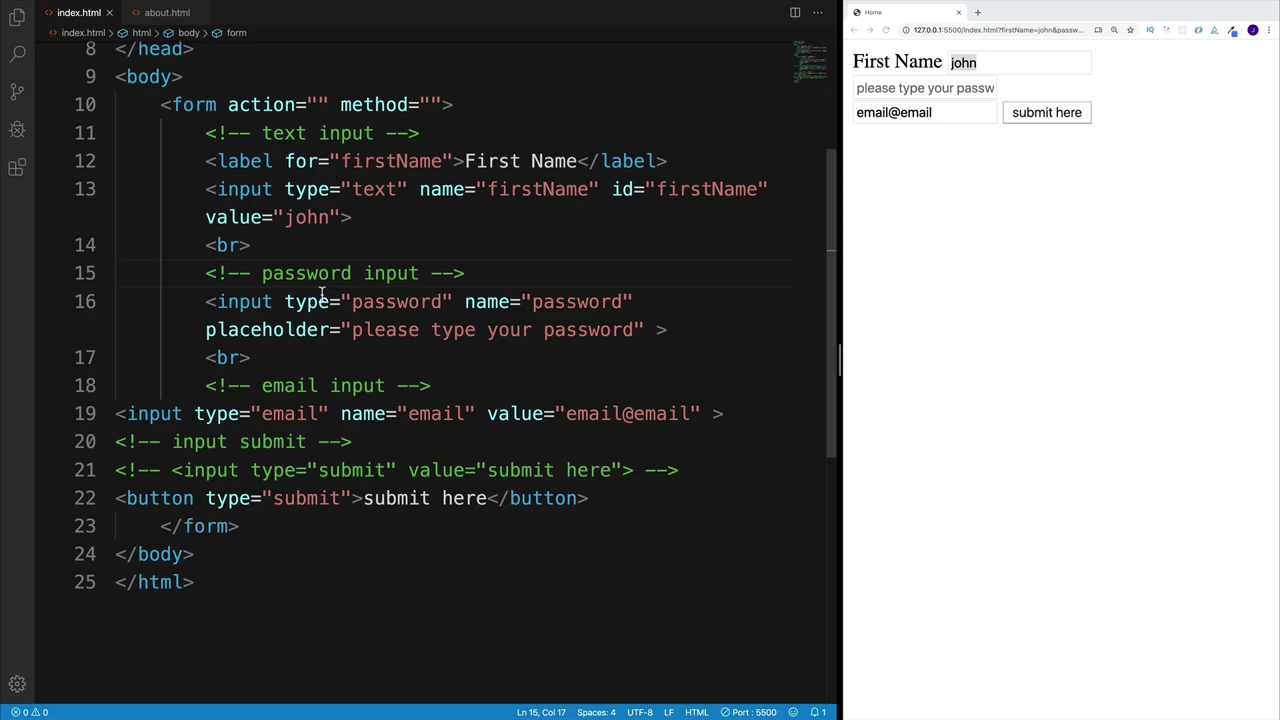 index.html
about.html
index.html > html > body > form
8 </head>
9 <body>
10 <form action="" method="">
11 <!-- text input -->
12 <label for="firstName">First Name</label>
13 <input type="text" name="firstName" id="firstName"
value="john">
14 <br>
15 <!-- password input -->
16 <input type="password" name="password"
placeholder="please type your password" >
17 <br>
18 <!-- email input -->
19 <input type="email" name="email" value="email@email" >
20 <!-- input submit -->
21 <!-- <input type="submit" value="submit here"> -->
22 <button type="submit">submit here</button>
23 </form>
24 </body>
25 </html>
0 0
Ln 15, Col 17
Spaces: 4
UTF-8
LF
HTML
Port : 5500
1
Home
127.0.0.1:5500/index.html?firstName=john&passw...
IQ
J
First Name john
please type your passw
email@email submit here